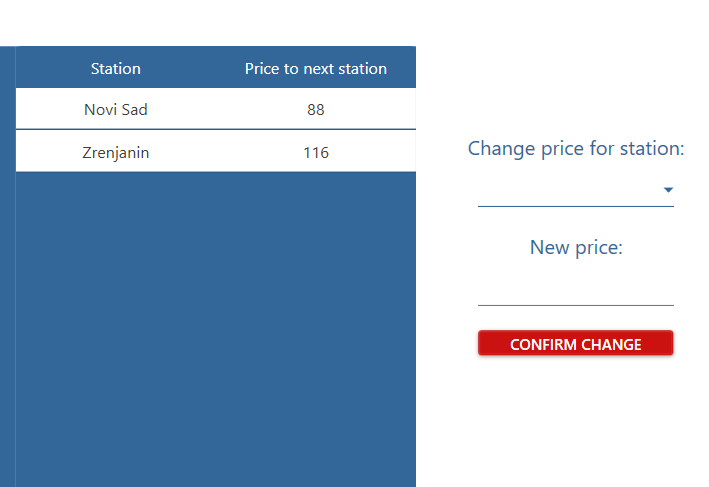 Station Price to next station
Novi Sad 88
Zrenjanin 116
Change price for station:
New price:
CONFIRM CHANGE